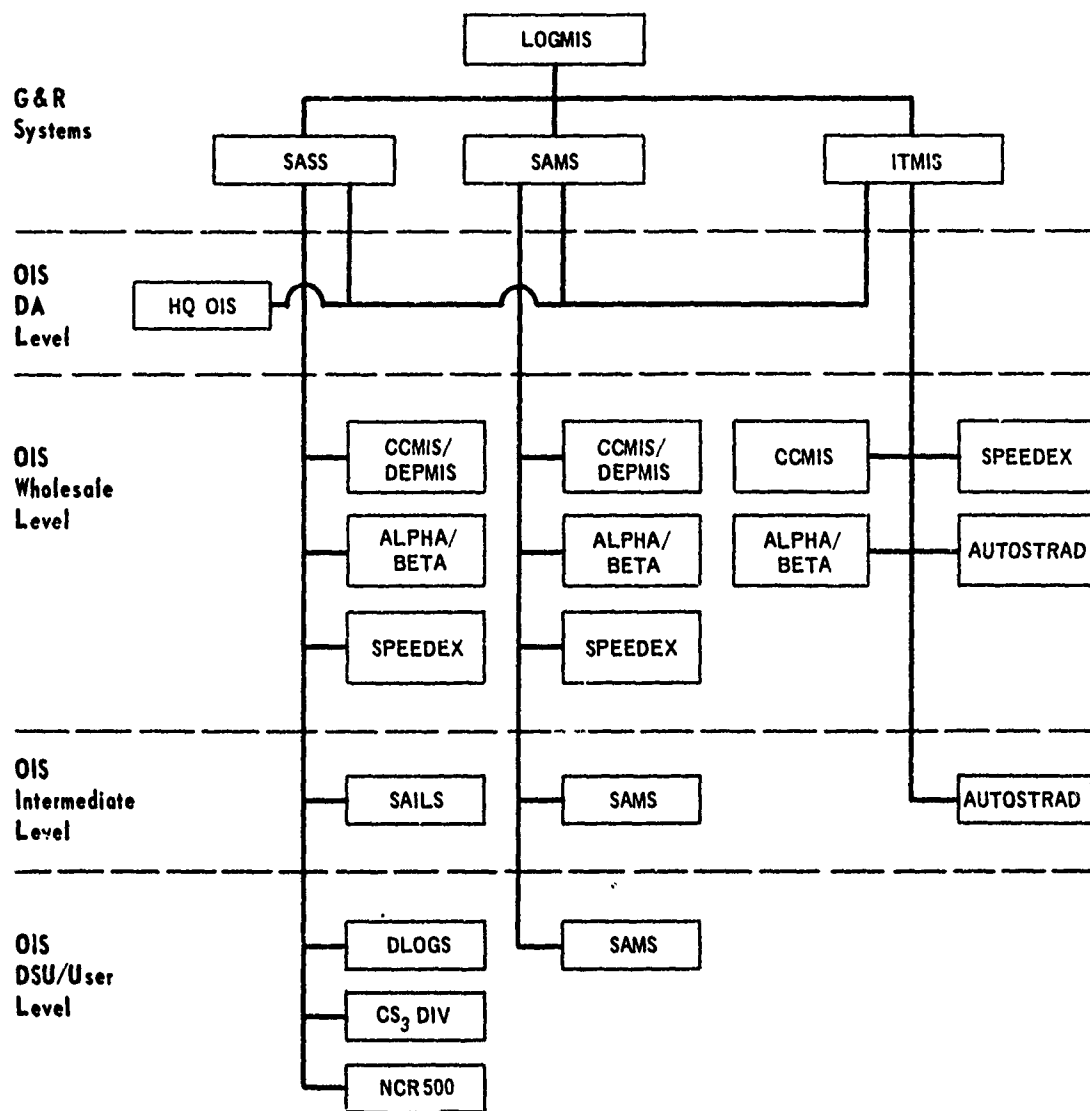 LOGMIS
G&R
Systems
SASS
SAMS
ITMIS
OIS
DA
Level
HQ OIS
OIS
Wholesale
Level
CCMIS/
DEPMIS
CCMIS/
DEPMIS
CCMIS
SPEEDEX
ALPHA/
BETA
ALPHA/
BETA
ALPHA/
BETA
AUTOSTRAD
SPEEDEX
SPEEDEX
OIS
Intermediate
Level
SAILS
SAMS
AUTOSTRAD
OIS
DSU/User
Level
DLOGS
SAMS
CS₃ DIV
NCR 500